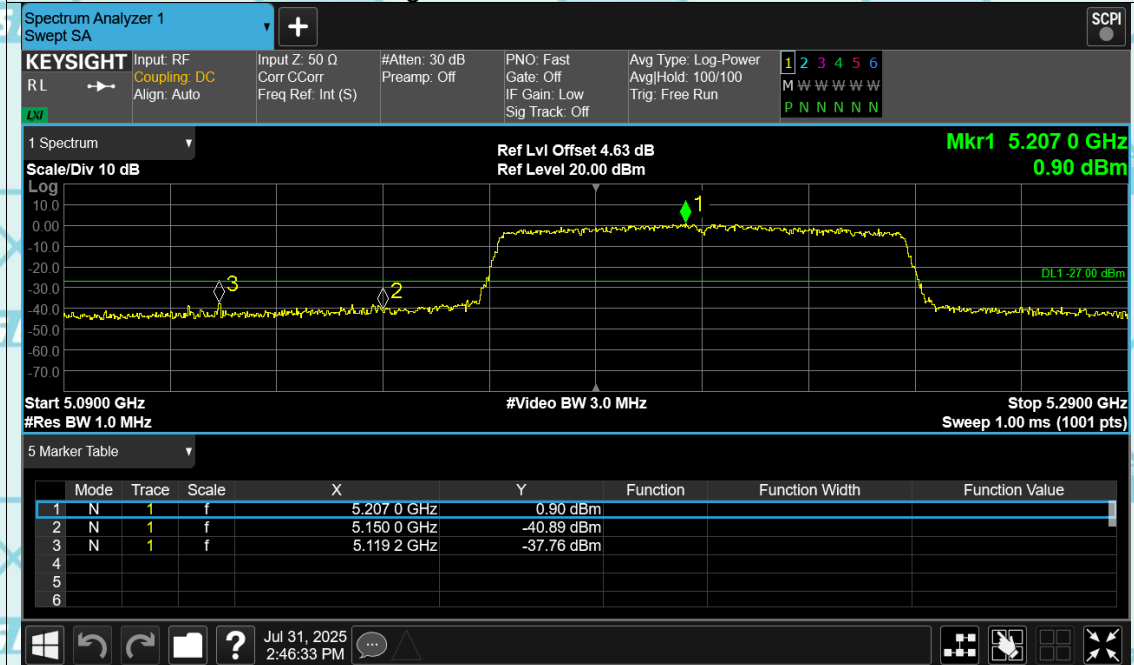 Spectrum Analyzer 1
Swept SA
+
SCPI
KEYSIGHT
RL
LXI
Input: RF
Coupling: DC
Align: Auto
Input Z: 50 Ω
Corr CCorr
Freq Ref: Int (S)
#Atten: 30 dB
Preamp: Off
PNO: Fast
Gate: Off
IF Gain: Low
Sig Track: Off
Avg Type: Log-Power
Avg|Hold: 100/100
Trig: Free Run
1 2 3 4 5 6
M W W W W W
P N N N N N
1 Spectrum
Scale/Div 10 dB
Ref Lvl Offset 4.63 dB
Ref Level 20.00 dBm
Mkr1 5.207 0 GHz
0.90 dBm
Log
10.0
0.00
-10.0
-20.0
-30.0
-40.0
-50.0
-60.0
-70.0
1
2
3
DL1 -27.00 dBm
Start 5.0900 GHz
#Video BW 3.0 MHz
Stop 5.2900 GHz
#Res BW 1.0 MHz
Sweep 1.00 ms (1001 pts)
5 Marker Table
Mode Trace Scale X Y Function Function Width Function Value
1 N 1 f 5.207 0 GHz 0.90 dBm
2 N 1 f 5.150 0 GHz -40.89 dBm
3 N 1 f 5.119 2 GHz -37.76 dBm
4
5
6
?
Jul 31, 2025
2:46:33 PM